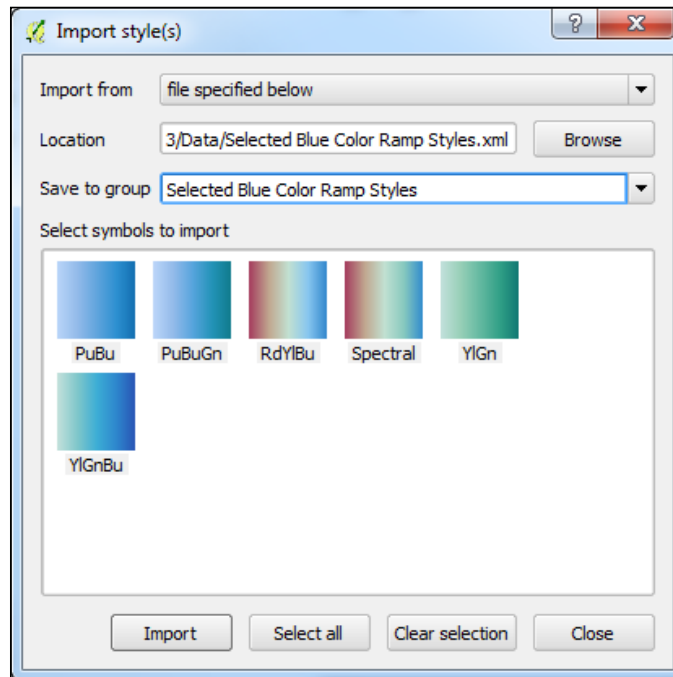 Import style(s)
Import from file specified below
Location 3/Data/Selected Blue Color Ramp Styles.xml Browse
Save to group Selected Blue Color Ramp Styles
Select symbols to import
PuBu PuBuGn RdYlBu Spectral YlGn
YlGnBu
Import Select all Clear selection Close